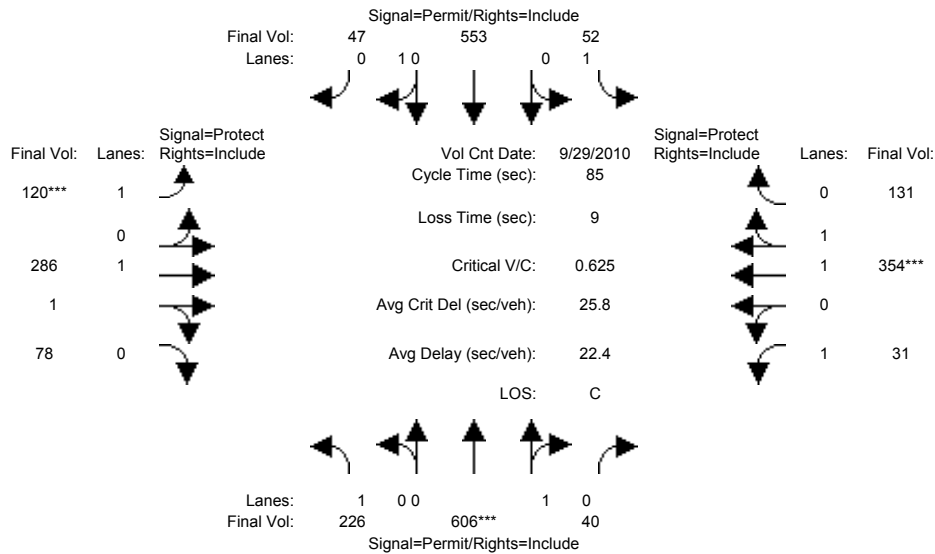 Signal=Permit/Rights=Include
Final Vol: 47 553 52
Lanes: 0 1 0 0 1
Signal=Protect Signal=Protect
Final Vol: Lanes: Rights=Include Vol Cnt Date: 9/29/2010 Rights=Include Lanes: Final Vol:
Cycle Time (sec): 85
120*** 1 0 131
Loss Time (sec): 9
0 1
286 1 Critical V/C: 0.625 1 354***
1 Avg Crit Del (sec/veh): 25.8 0
78 0 Avg Delay (sec/veh): 22.4 1 31
LOS: C
Lanes: 1 0 0 1 0
Final Vol: 226 606*** 40
Signal=Permit/Rights=Include